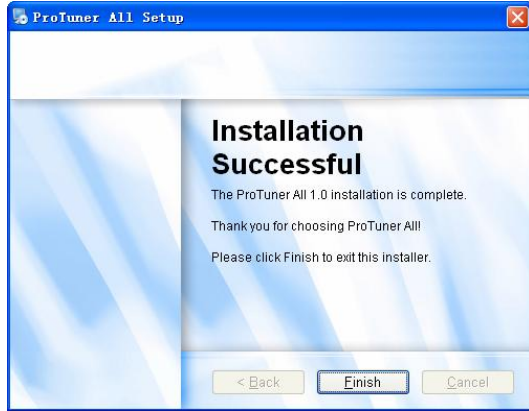 ProTuner All Setup
Installation
Successful
The ProTuner All 1.0 installation is complete.
Thank you for choosing ProTuner All!
Please click Finish to exit this installer.
< Back
Finish
Cancel